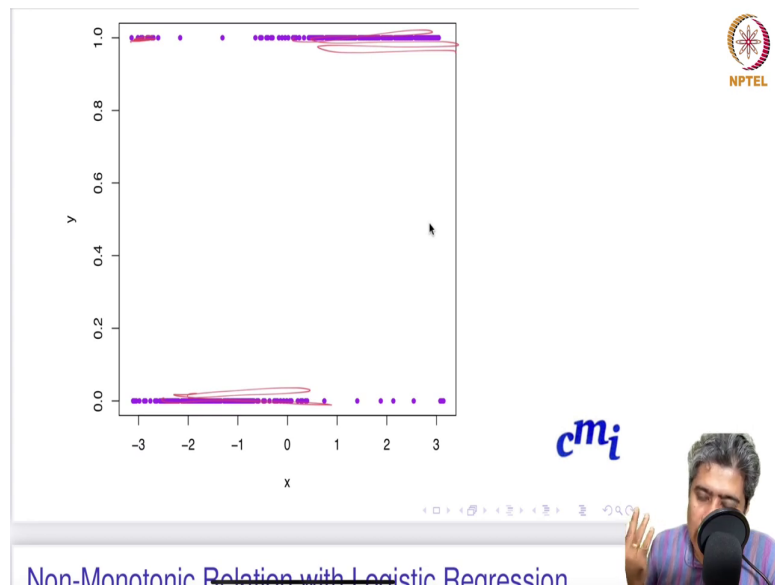 NPTEL
1.0
0.8
0.6
0.4
0.2
0.0
y
-3 -2 -1 0 1 2 3
x
cmi
Non-Monotonic Relation with Logistic Regression